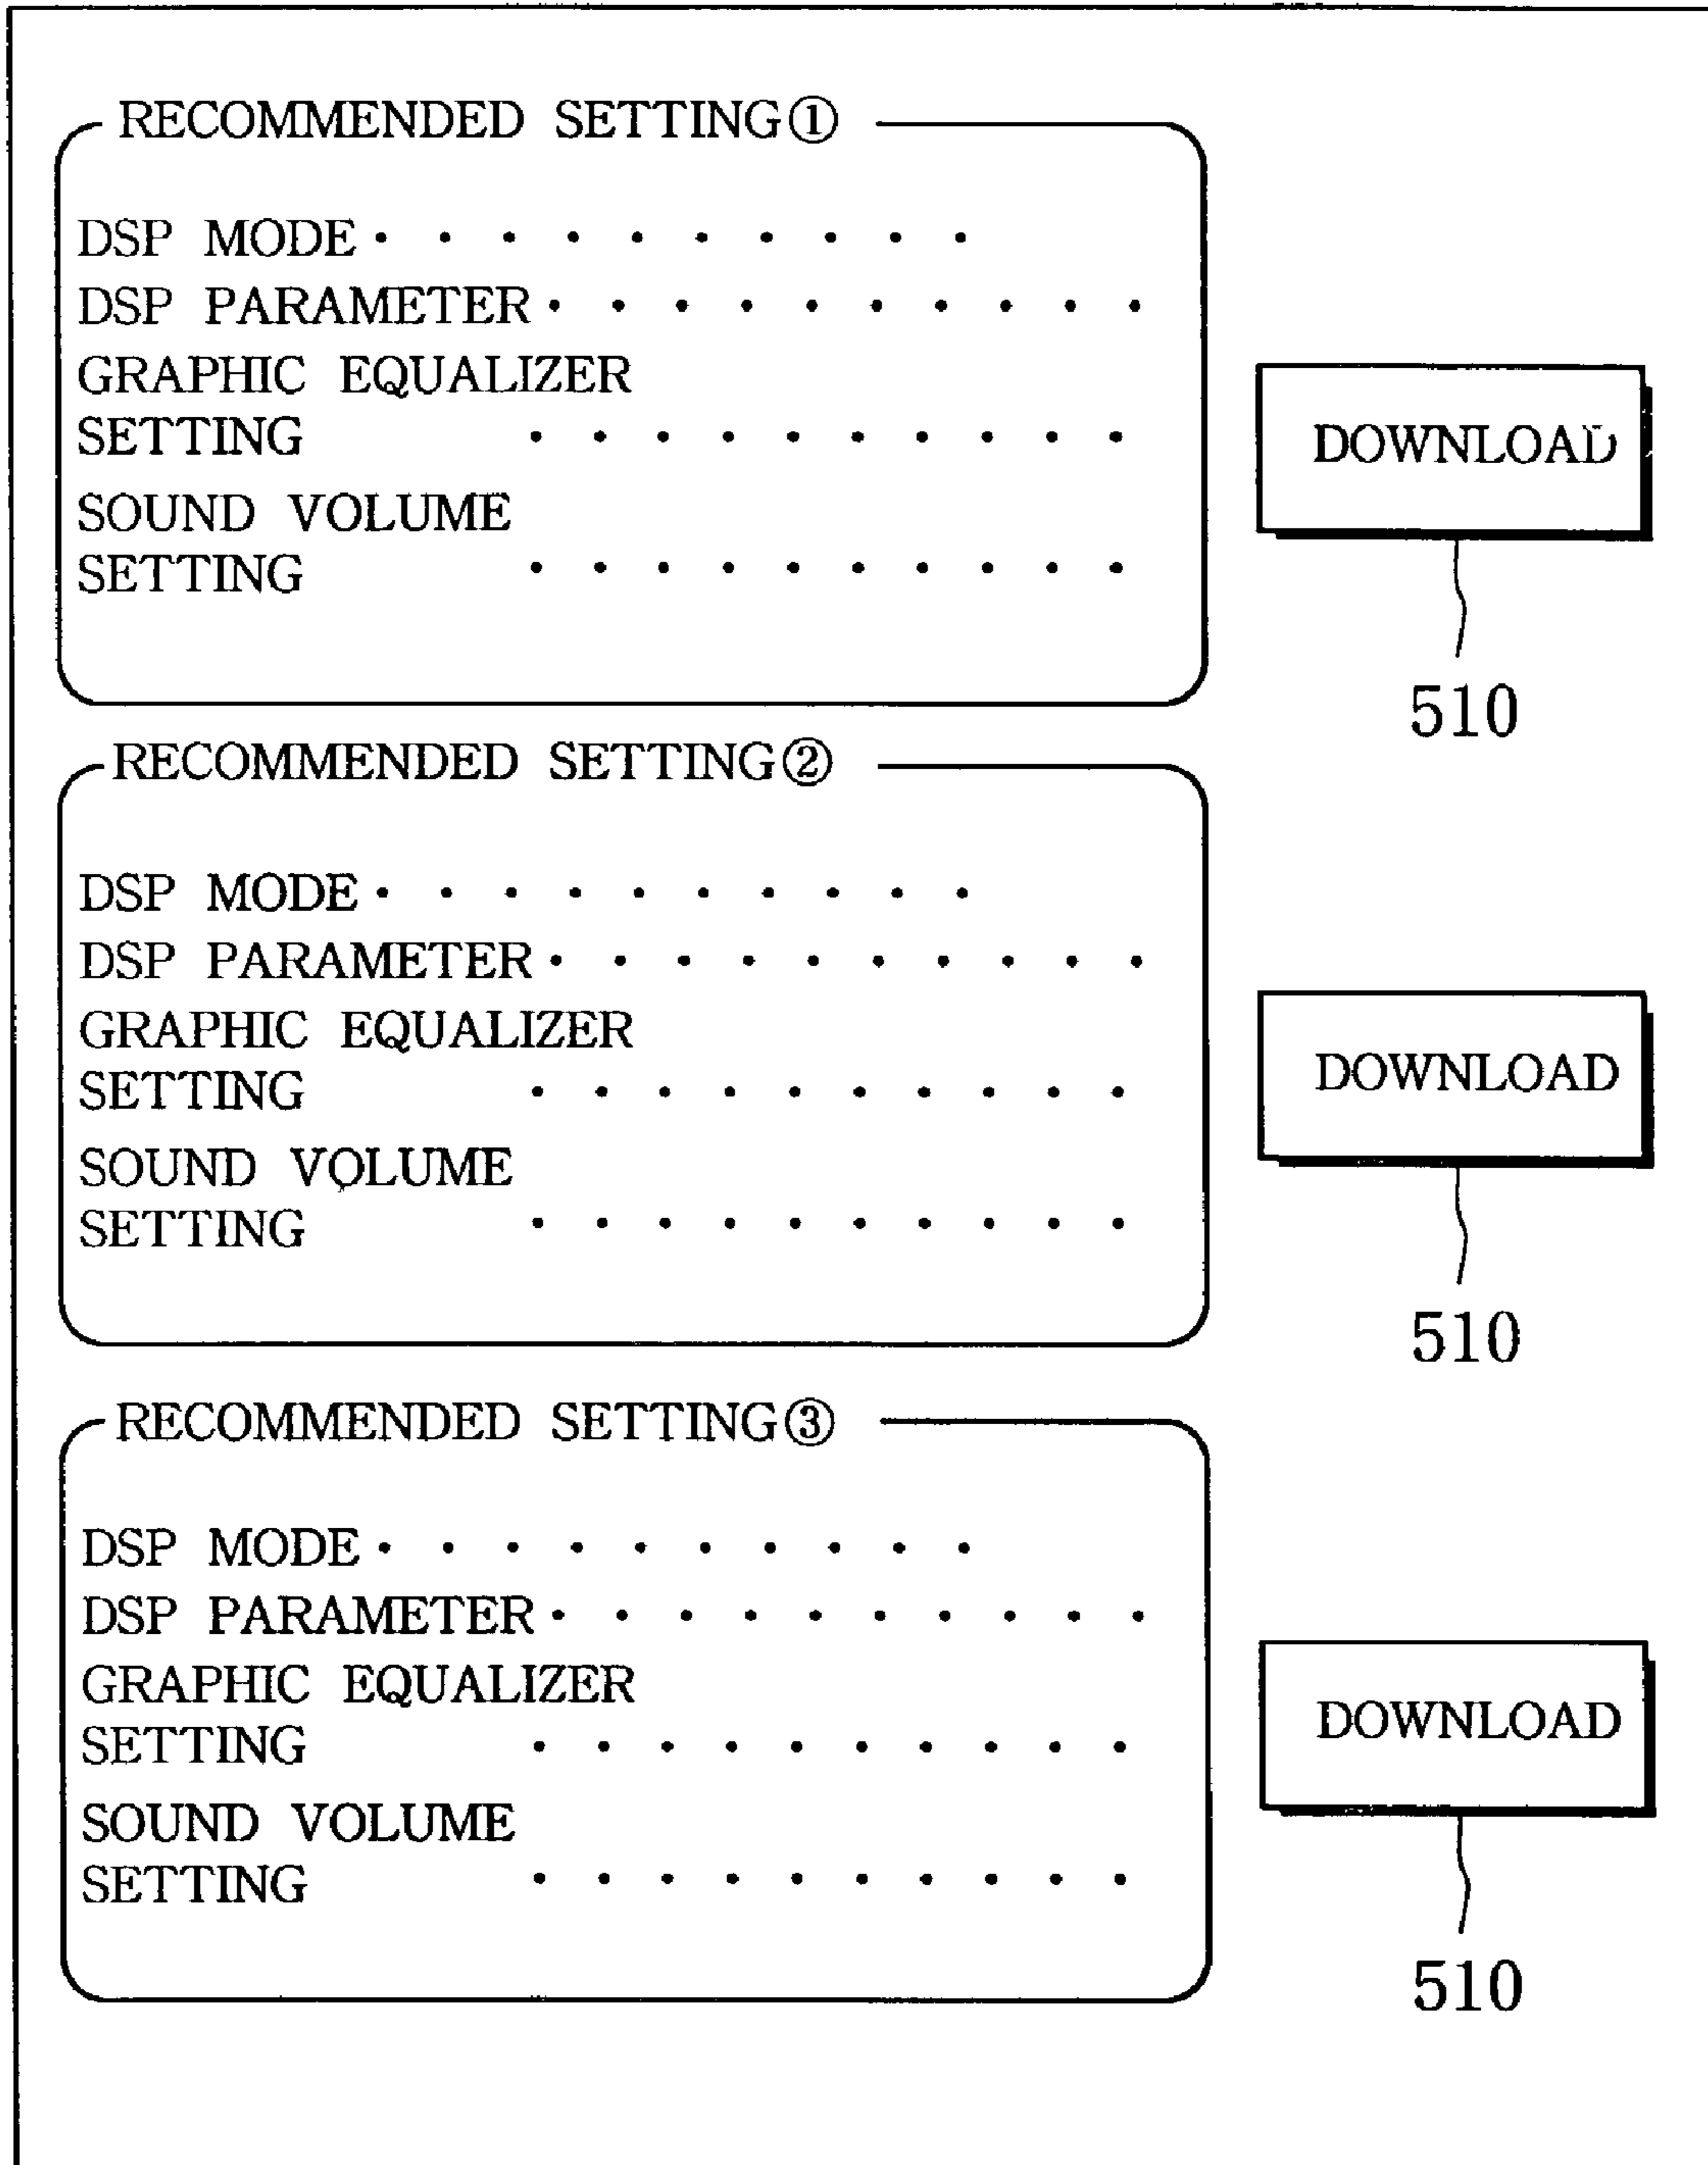 RECOMMENDED SETTING①
DSP MODE · · · · · · · · · ·
DSP PARAMETER · · · · · · · · · ·
GRAPHIC EQUALIZER
SETTING · · · · · · · · · ·
SOUND VOLUME
SETTING · · · · · · · · · ·
DOWNLOAD
510
RECOMMENDED SETTING②
DSP MODE · · · · · · · · · ·
DSP PARAMETER · · · · · · · · · ·
GRAPHIC EQUALIZER
SETTING · · · · · · · · · ·
SOUND VOLUME
SETTING · · · · · · · · · ·
DOWNLOAD
510
RECOMMENDED SETTING③
DSP MODE · · · · · · · · · ·
DSP PARAMETER · · · · · · · · · ·
GRAPHIC EQUALIZER
SETTING · · · · · · · · · ·
SOUND VOLUME
SETTING · · · · · · · · · ·
DOWNLOAD
510